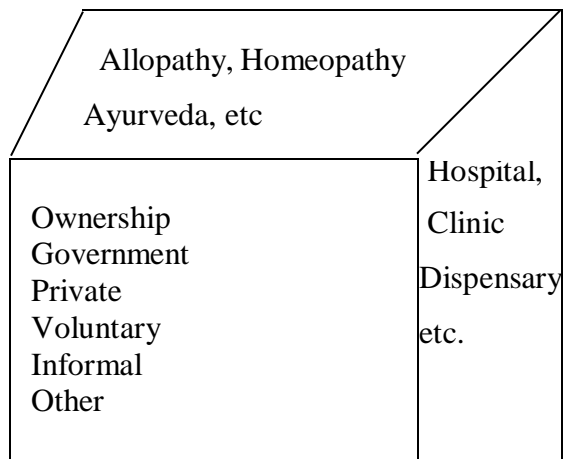 Allopathy, Homeopathy
Ayurveda, etc
Hospital,
Clinic
Dispensary
etc.
Ownership
Government
Private
Voluntary
Informal
Other